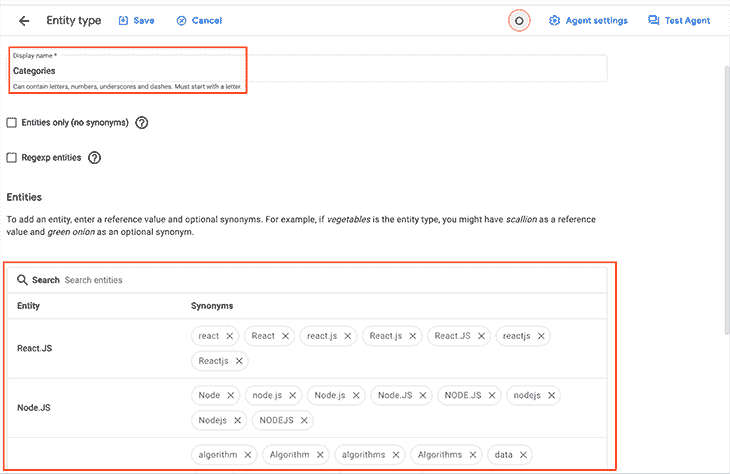 Entity type Save Cancel Agent settings Test Agent
Display name *
Categories
Can contain letters, numbers, underscores and dashes. Must start with a letter.
Entities only (no synonyms)
Regexp entities
Entities
To add an entity, enter a reference value and optional synonyms. For example, if vegetables is the entity type, you might have scallion as a reference
value and green onion as an optional synonym.
Search Search entities
Entity Synonyms
React.JS react React react.js React.js React.JS reactjs
Reactjs
Node.JS Node node.js Node.js Node.JS NODE.JS nodejs
Nodejs NODEJS
algorithm Algorithm algorithms Algorithms data